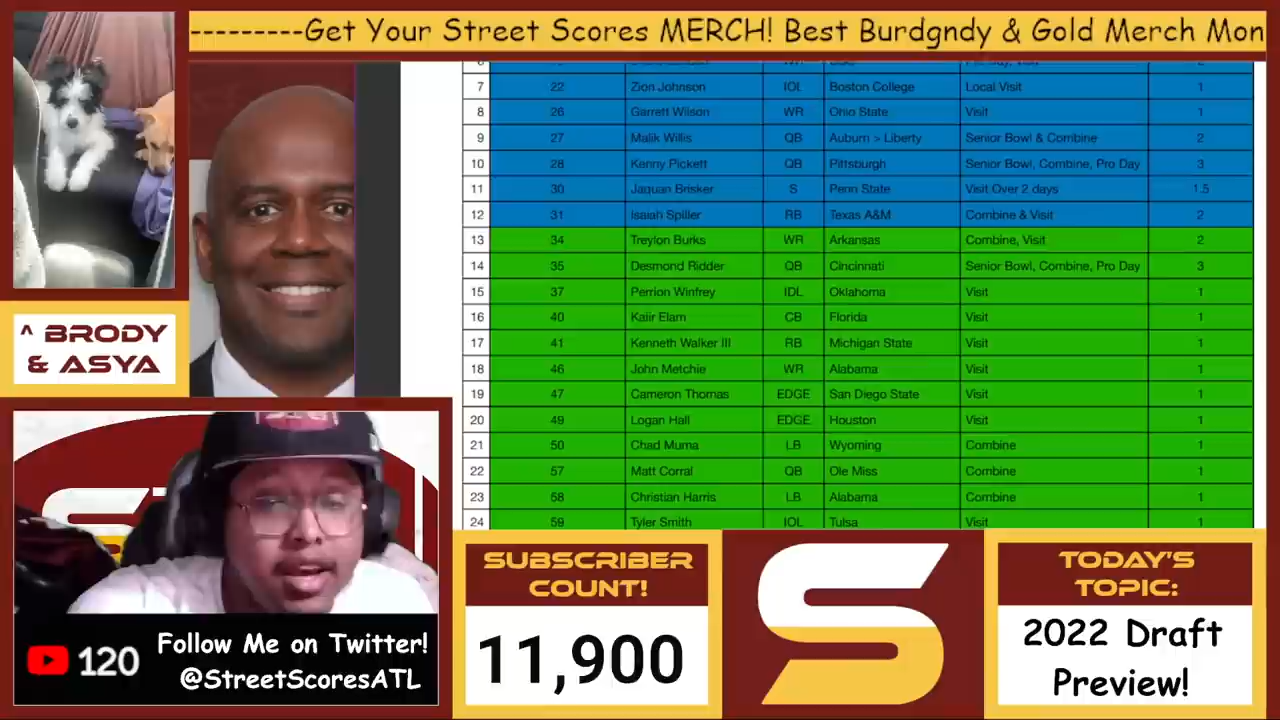 ---------Get Your Street Scores MERCH! Best Burdgndy & Gold Merch Mon
7 22 Zion Johnson IOL Boston College Local Visit 1
8 26 Garrett Wilson WR Ohio State Visit 1
9 27 Malik Willis QB Auburn > Liberty Senior Bowl & Combine 2
10 28 Kenny Pickett QB Pittsburgh Senior Bowl, Combine, Pro Day 3
11 30 Jaquan Brisker S Penn State Visit Over 2 days 1.5
12 31 Isaiah Spiller RB Texas A&M Combine & Visit 2
13 34 Treylon Burks WR Arkansas Combine, Visit 2
14 35 Desmond Ridder QB Cincinnati Senior Bowl, Combine, Pro Day 3
15 37 Perrion Winfrey IDL Oklahoma Visit 1
16 40 Kaiir Elam CB Florida Visit 1
17 41 Kenneth Walker III RB Michigan State Visit 1
18 46 John Metchie WR Alabama Visit 1
19 47 Cameron Thomas EDGE San Diego State Visit 1
20 49 Logan Hall EDGE Houston Visit 1
21 50 Chad Muma LB Wyoming Combine 1
22 57 Matt Corral QB Ole Miss Combine 1
23 58 Christian Harris LB Alabama Combine 1
24 59 Tyler Smith IOL Tulsa Visit 1
^ BRODY
& ASYA
120
Follow Me on Twitter!
@StreetScoresATL
SUBSCRIBER
COUNT!
11,900
S
TODAY'S
TOPIC:
2022 Draft
Preview!